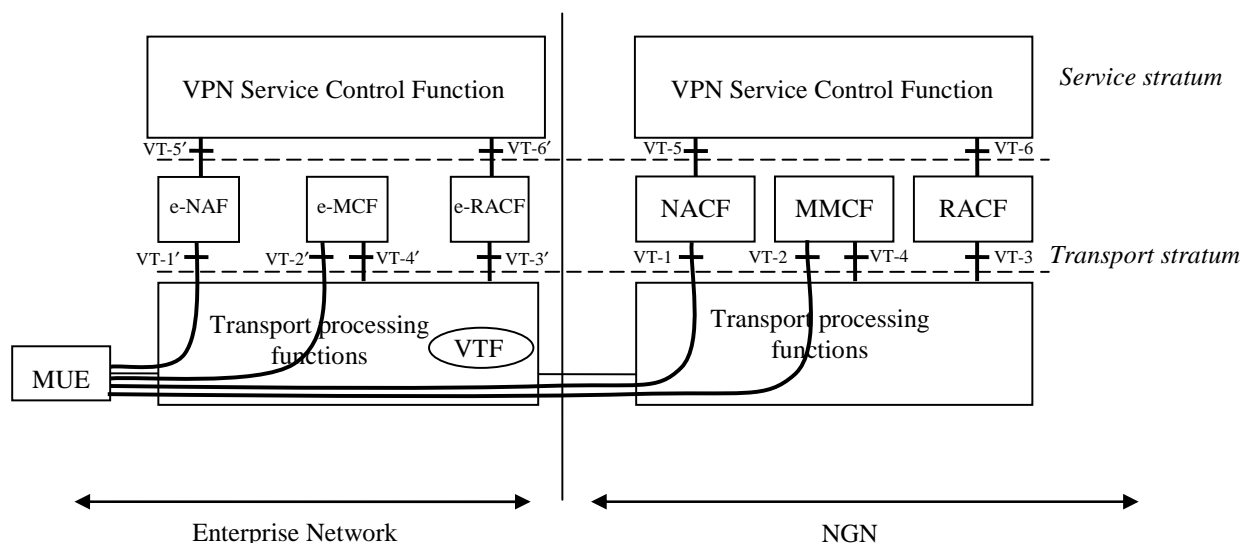 VPN Service Control Function
VPN Service Control Function
Service stratum
VT-5′
VT-6′
VT-5
VT-6
e-NAF
e-MCF
e-RACF
NACF
MMCF
RACF
VT-1′
VT-2′
VT-4′
VT-3′
VT-1
VT-2
VT-4
VT-3
Transport stratum
Transport processing
functions
VTF
Transport processing
functions
MUE
Enterprise Network
NGN